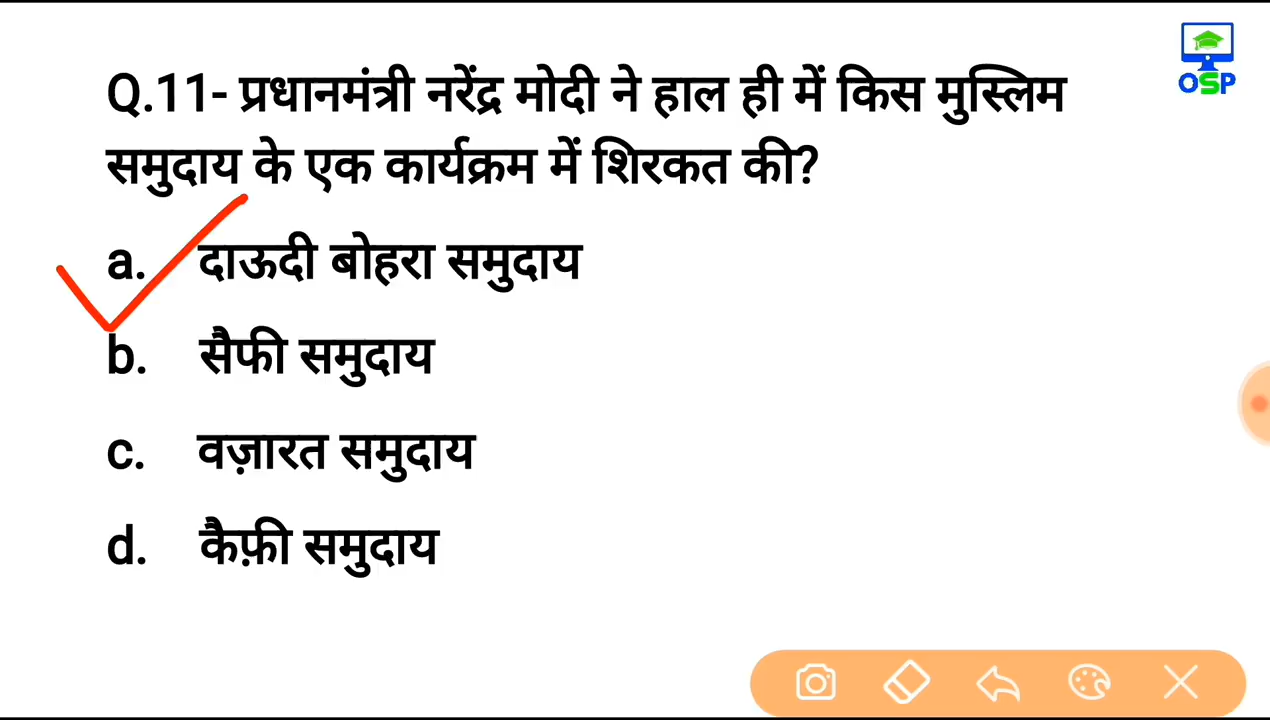 OSP
Q.11- प्रधानमंत्री नरेंद्र मोदी ने हाल ही में किस मुस्लिम
समुदाय के एक कार्यक्रम में शिरकत की?
a. दाऊदी बोहरा समुदाय
b. सैफी समुदाय
c. वज़ारत समुदाय
d. कैफ़ी समुदाय